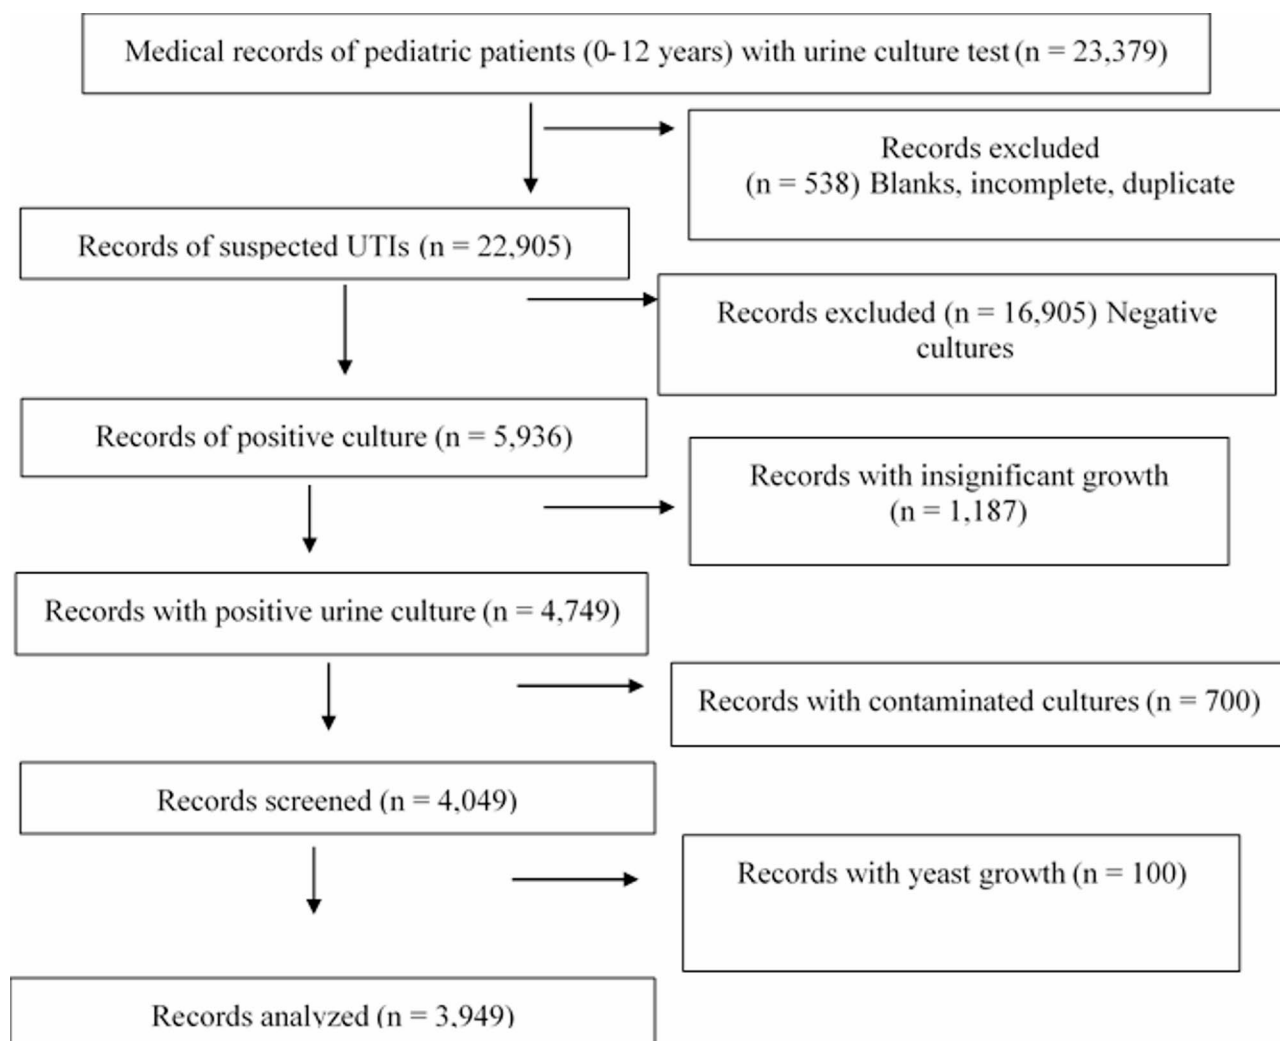 Medical records of pediatric patients (0-12 years) with urine culture test (n = 23,379)
Records excluded
(n = 538) Blanks, incomplete, duplicate
Records of suspected UTIs (n = 22,905)
Records excluded (n = 16,905) Negative
cultures
Records of positive culture (n = 5,936)
Records with insignificant growth
(n = 1,187)
Records with positive urine culture (n = 4,749)
Records with contaminated cultures (n = 700)
Records screened (n = 4,049)
Records with yeast growth (n = 100)
Records analyzed (n = 3,949)